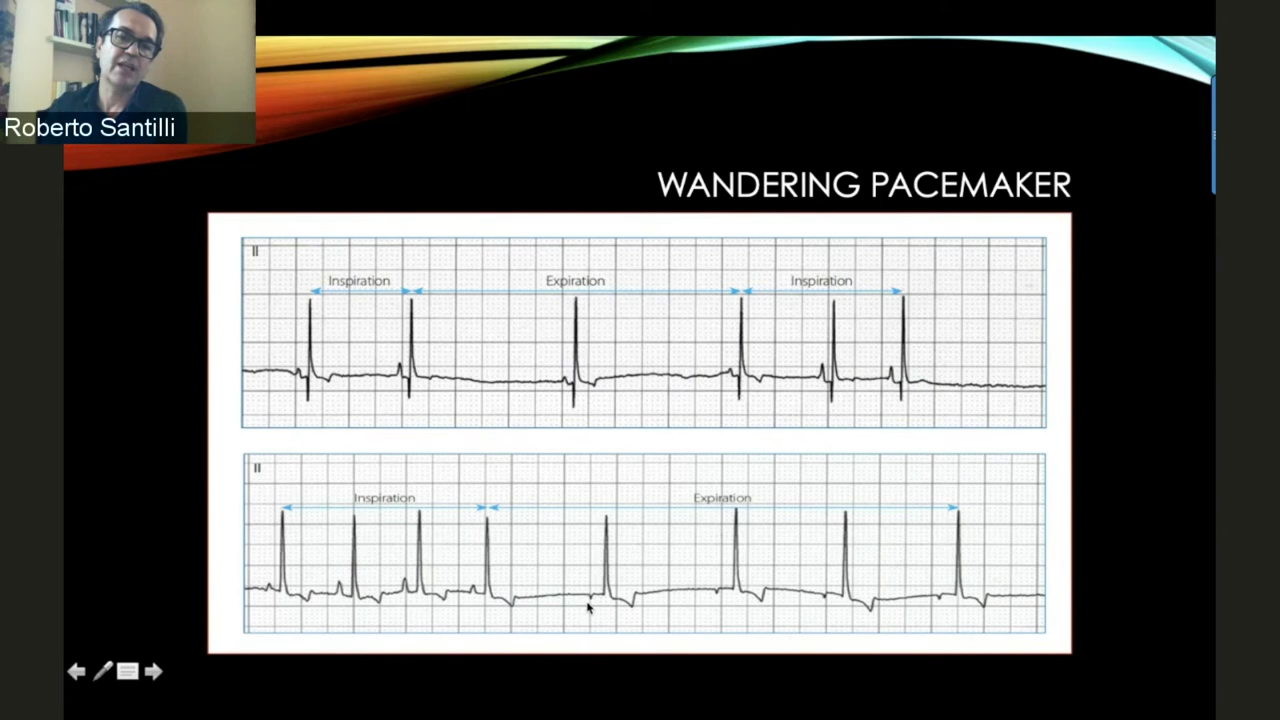 Roberto Santilli
WANDERING PACEMAKER
II
Inspiration
Expiration
Inspiration
II
Inspiration
Expiration